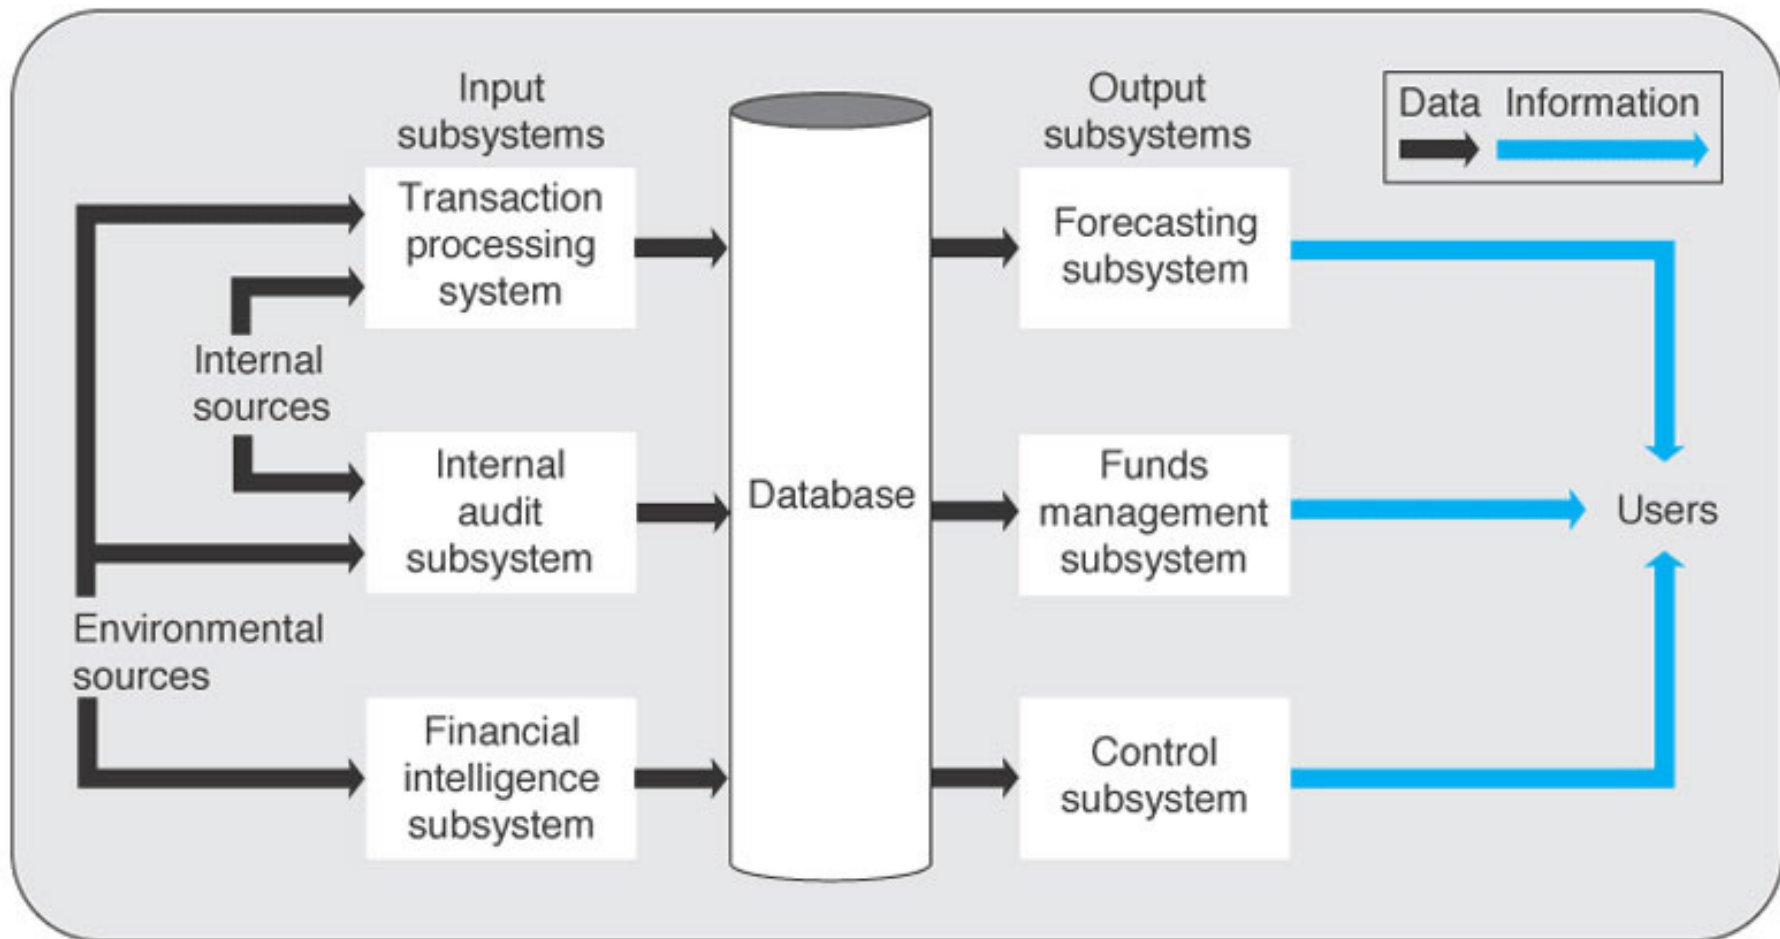 Input
subsystems
Output
subsystems
Data Information
Transaction
processing
system
Forecasting
subsystem
Internal
sources
Internal
audit
subsystem
Database
Funds
management
subsystem
Users
Environmental
sources
Financial
intelligence
subsystem
Control
subsystem